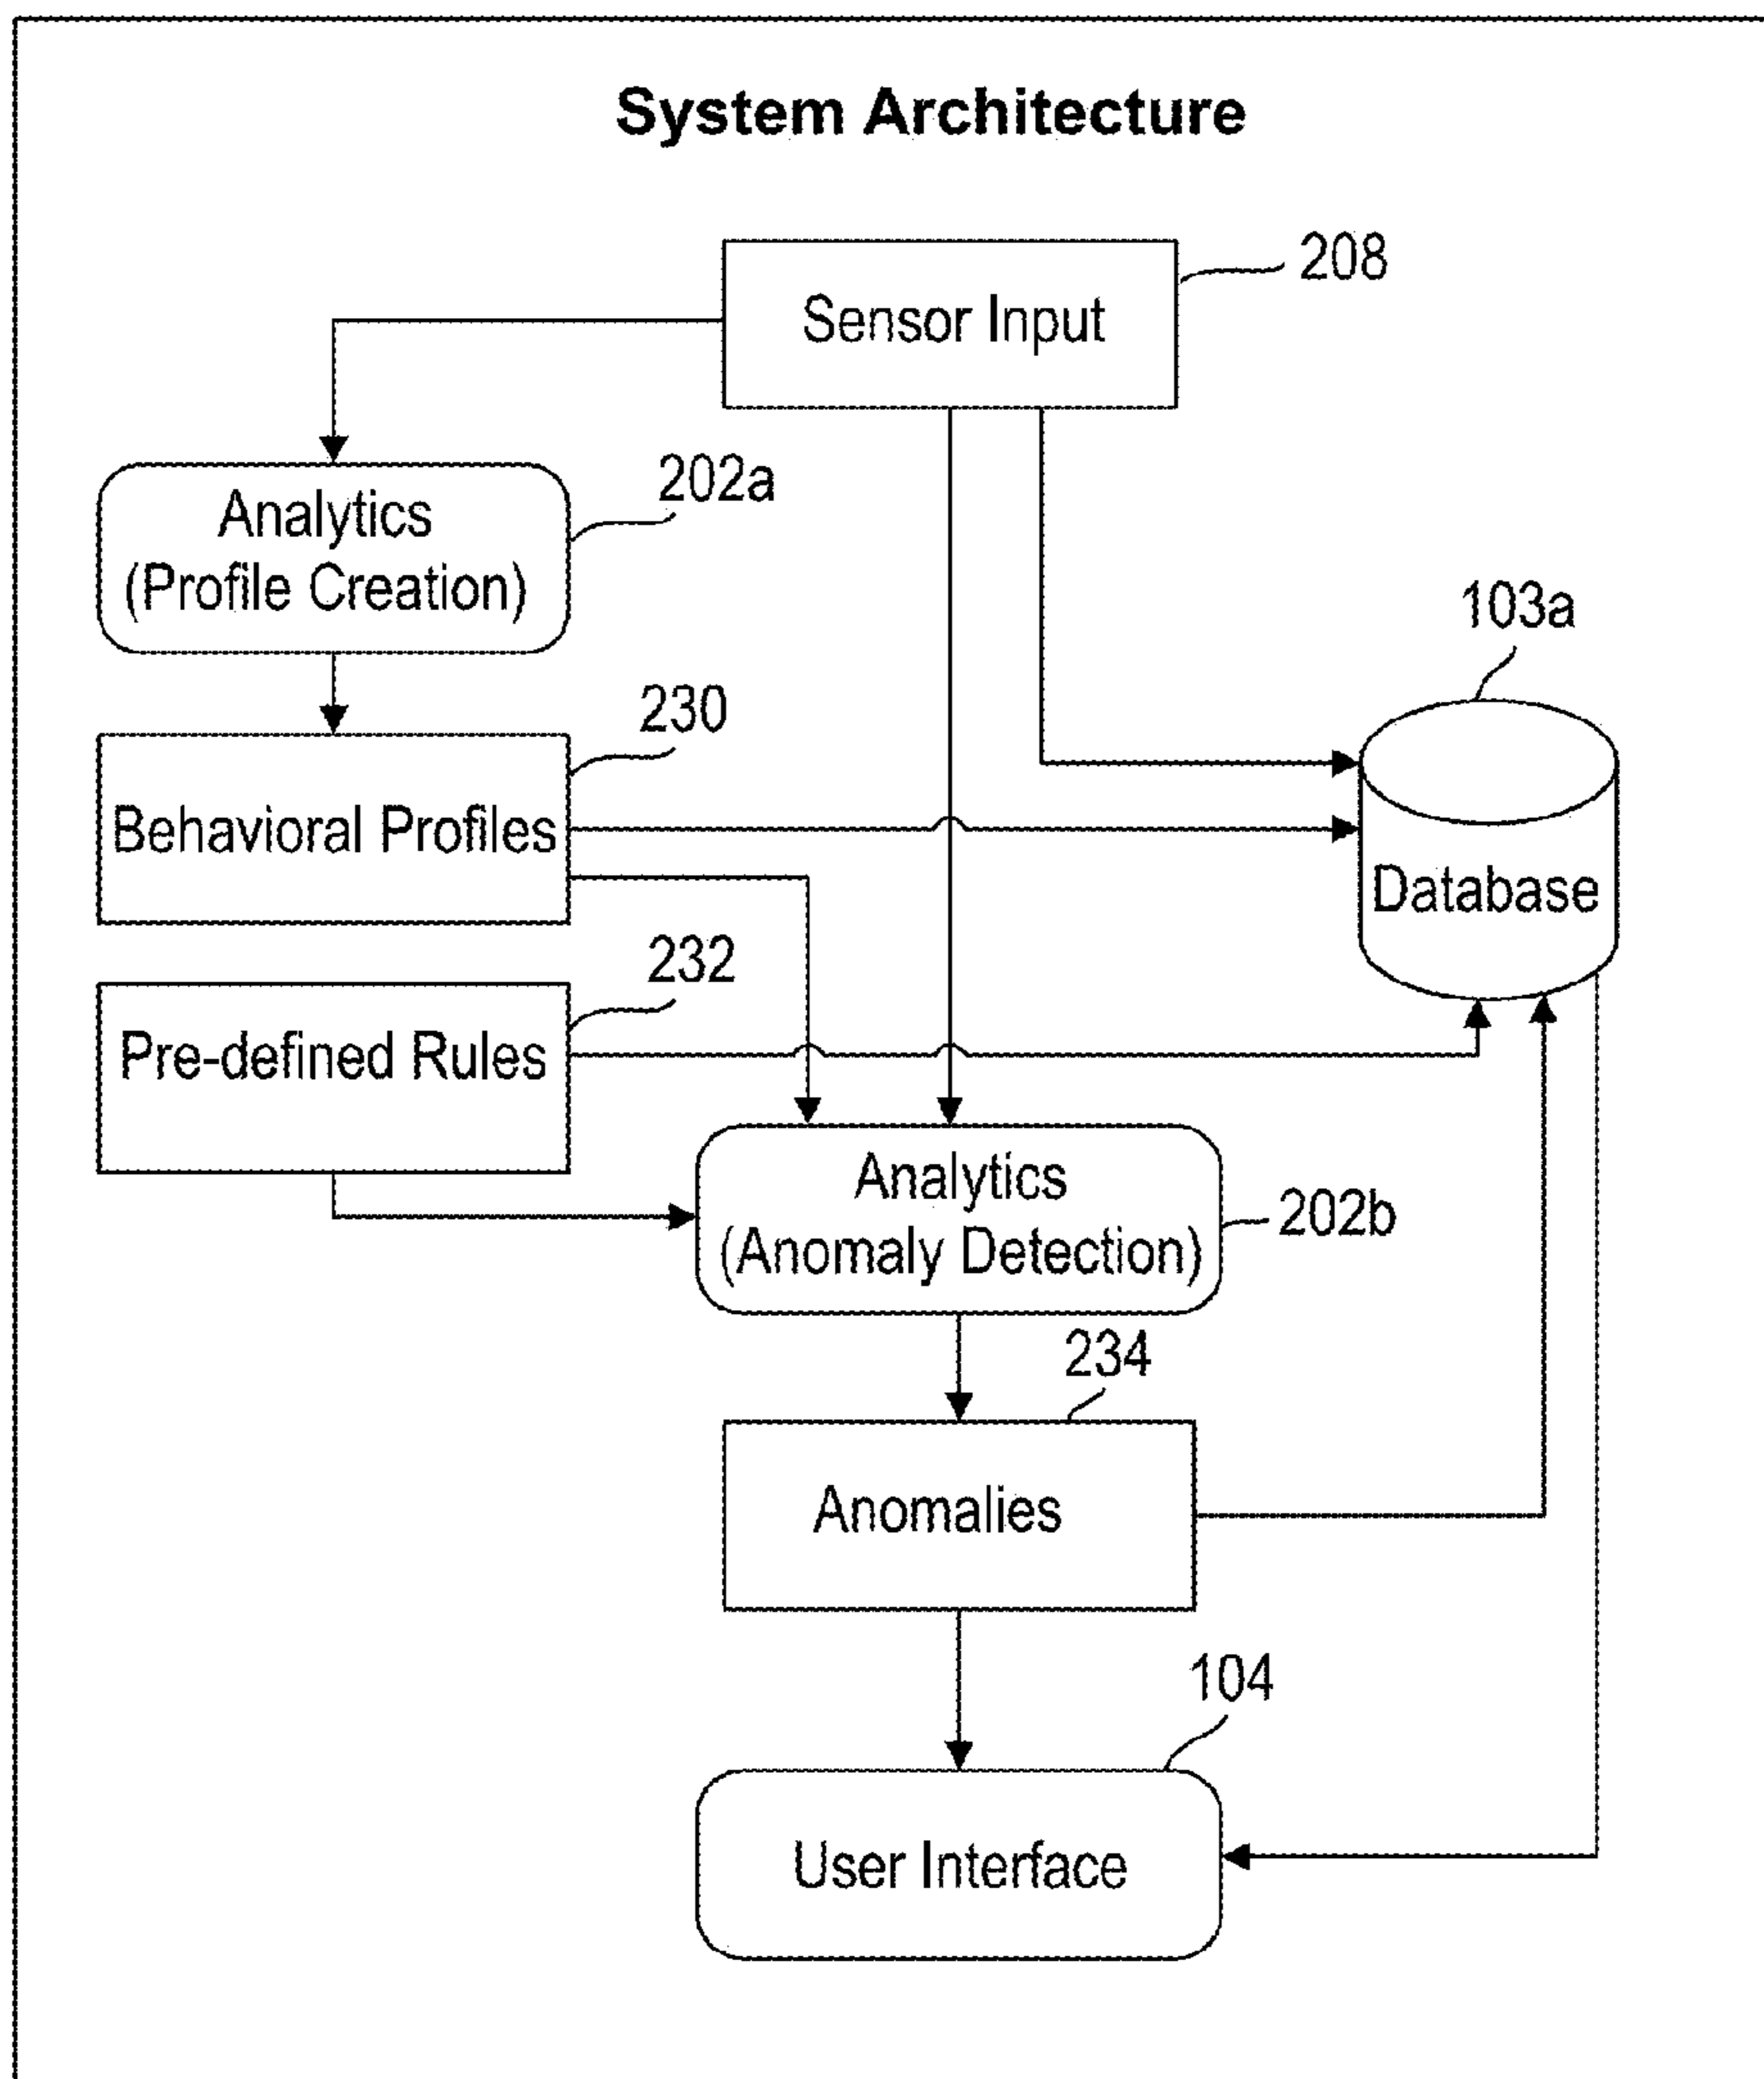 System Architecture
208
Sensor Input
202a
Analytics
(Profile Creation)
103a
230
Behavioral Profiles
Database
232
Pre-defined Rules
Analytics
(Anomaly Detection)
202b
234
Anomalies
104
User Interface